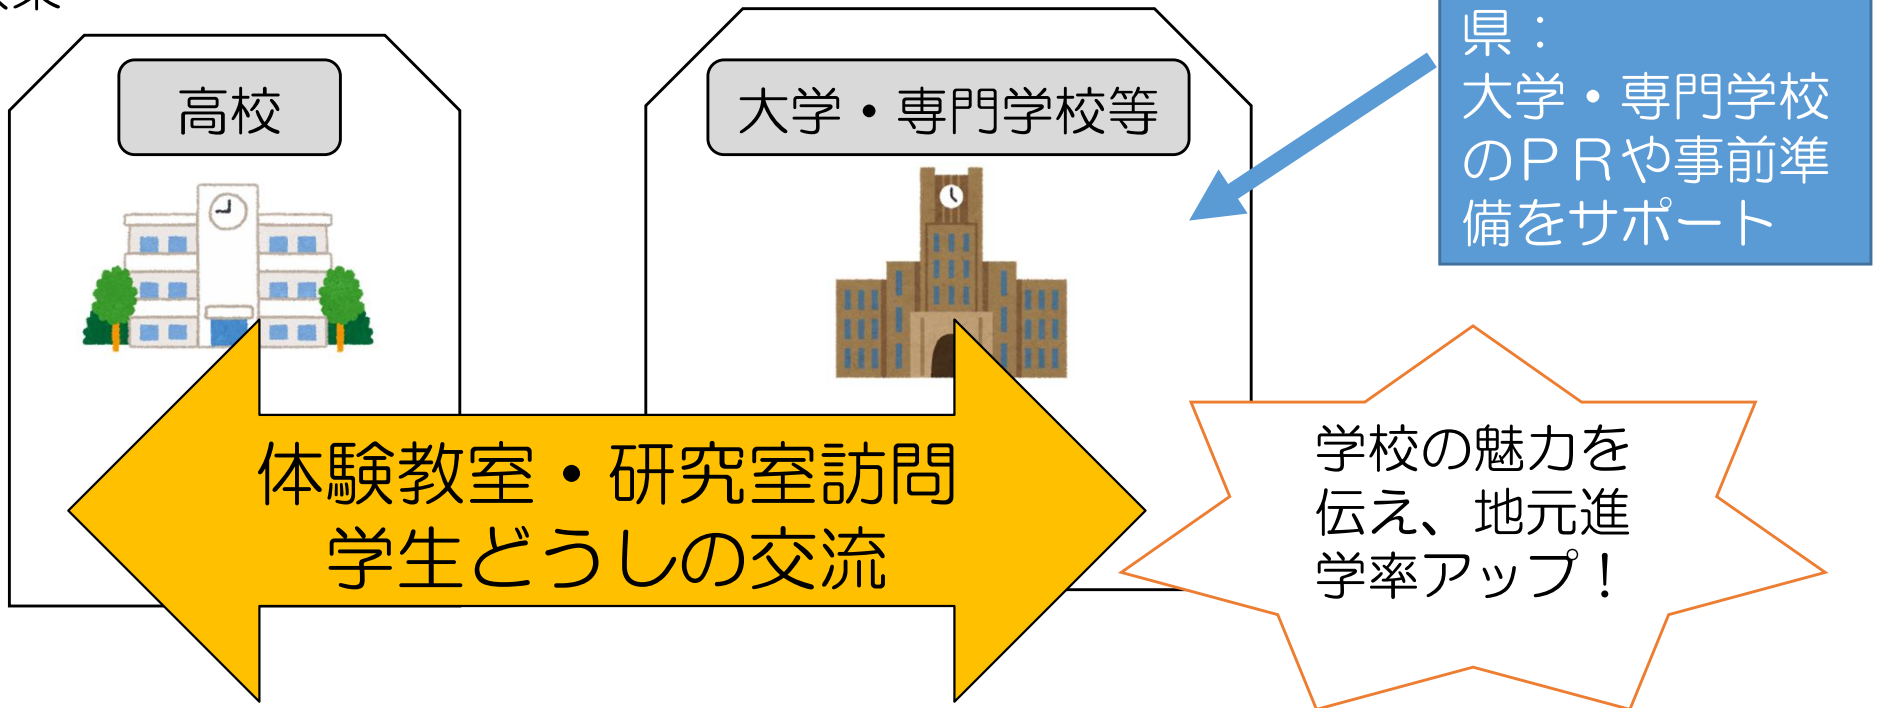 高校
大学・専門学校等
県：
大学・専門学校
のＰＲや事前準
備をサポート
体験教室・研究室訪問
学生どうしの交流
学校の魅力を
伝え、地元進
学率アップ！